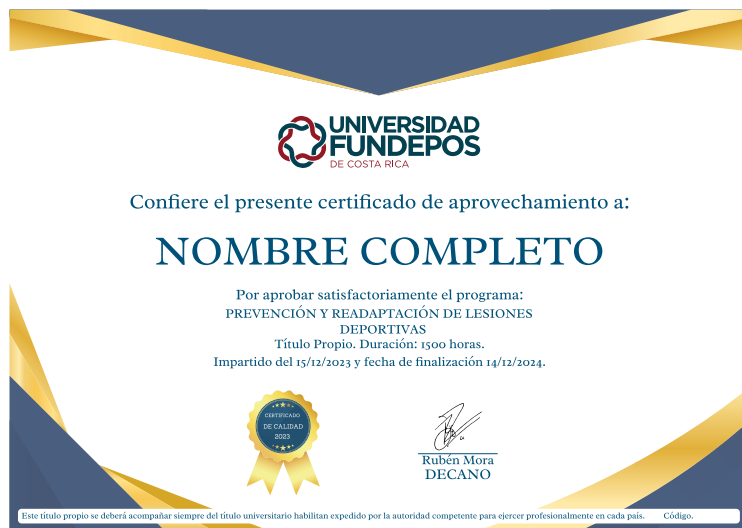 UNIVERSIDAD
FUNDEPOS
DE COSTA RICA
Confiere el presente certificado de aprovechamiento a:
NOMBRE COMPLETO
Por aprobar satisfactoriamente el programa:
PREVENCIÓN Y READAPTACIÓN DE LESIONES
DEPORTIVAS
Título Propio. Duración: 1500 horas.
Impartido del 15/12/2023 y fecha de finalización 14/12/2024.
CERTIFICADO
DE CALIDAD
2023
Rubén Mora
DECANO
Este título propio se deberá acompañar siempre del título universitario habilitan expedido por la autoridad competente para ejercer profesionalmente en cada país. Código.